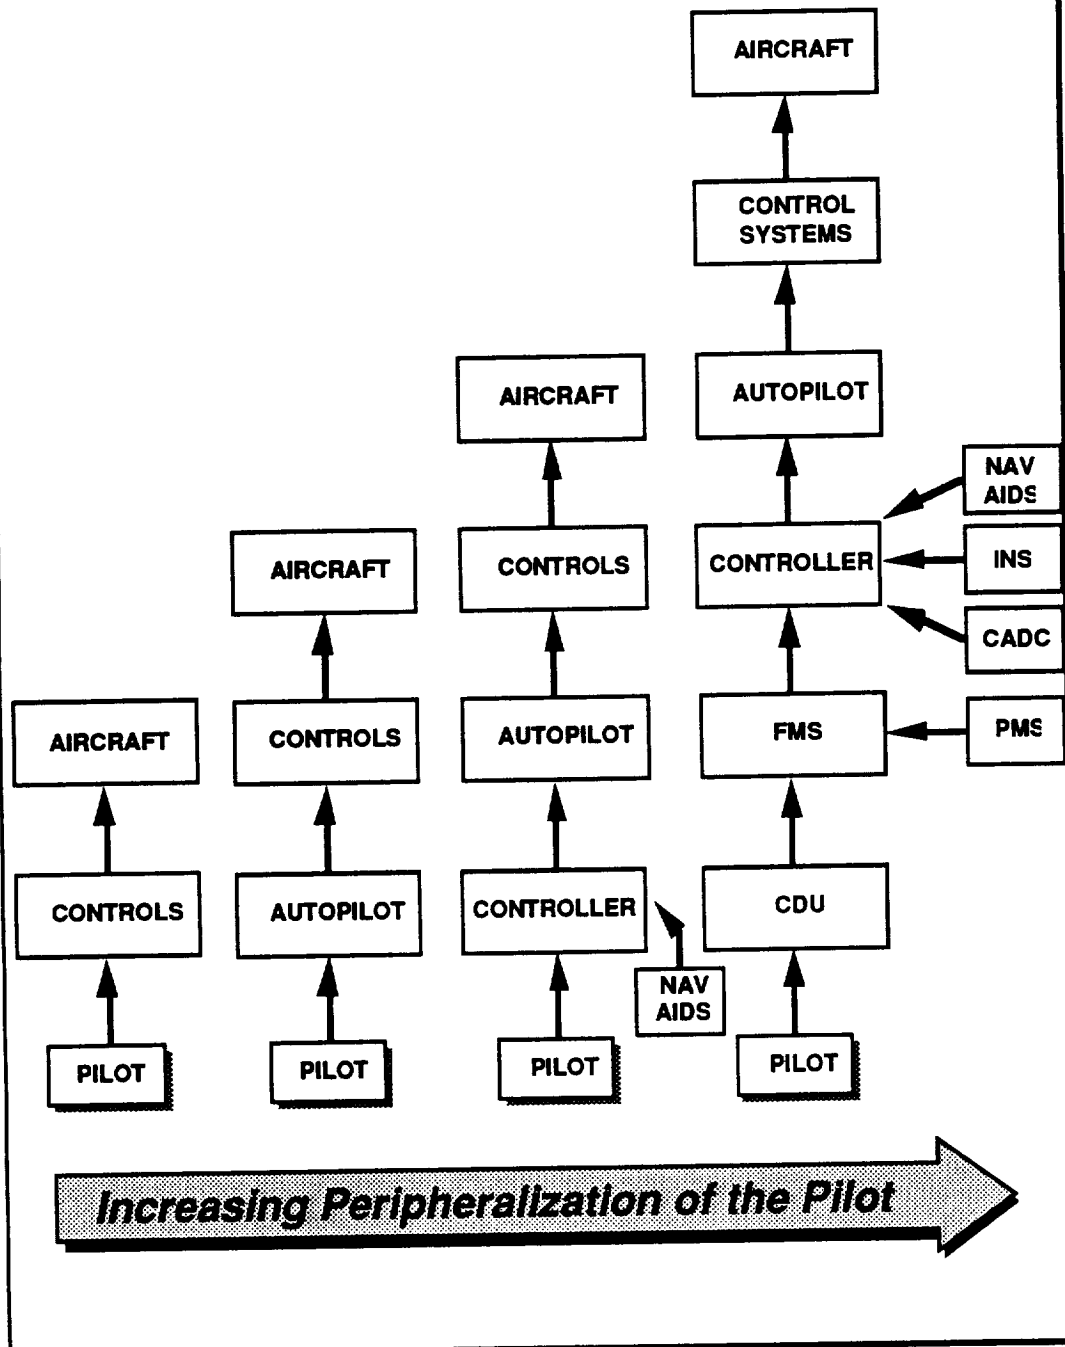 AIRCRAFT
CONTROL
SYSTEMS
AIRCRAFT
AUTOPILOT
NAV
AIDS
AIRCRAFT
CONTROLS
CONTROLLER
INS
CADC
AIRCRAFT
CONTROLS
AUTOPILOT
FMS
PMS
CONTROLS
AUTOPILOT
CONTROLLER
CDU
NAV
AIDS
PILOT
PILOT
PILOT
PILOT
Increasing Peripheralization of the Pilot